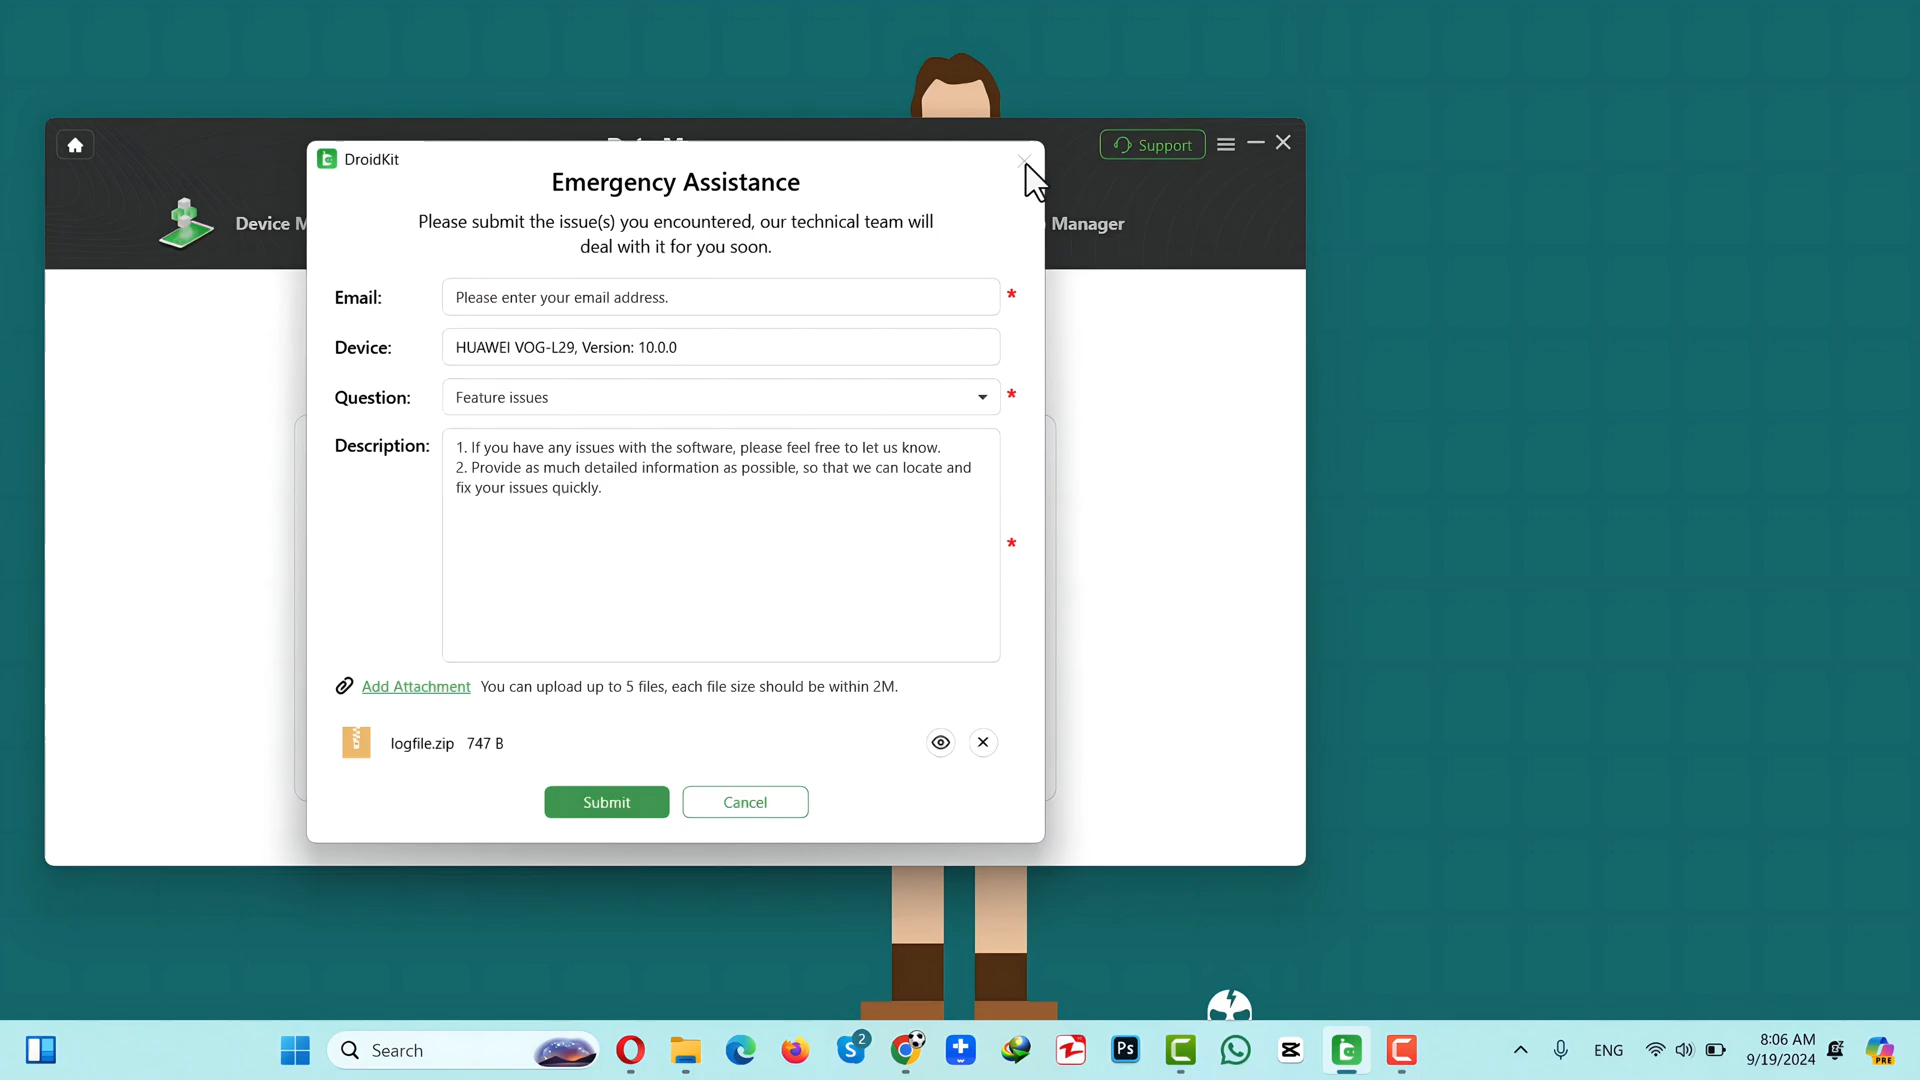 Support
Device M
Manager
DroidKit
Emergency Assistance
Please submit the issue(s) you encountered, our technical team will
deal with it for you soon.
Email:
Please enter your email address.
*
Device:
HUAWEI VOG-L29, Version: 10.0.0
Question:
Feature issues
*
Description:
1. If you have any issues with the software, please feel free to let us know.
2. Provide as much detailed information as possible, so that we can locate and
fix your issues quickly.
*
Add Attachment You can upload up to 5 files, each file size should be within 2M.
logfile.zip 747 B
Submit
Cancel
Search
2
Ps
ENG
8:06 AM
9/19/2024
PRE